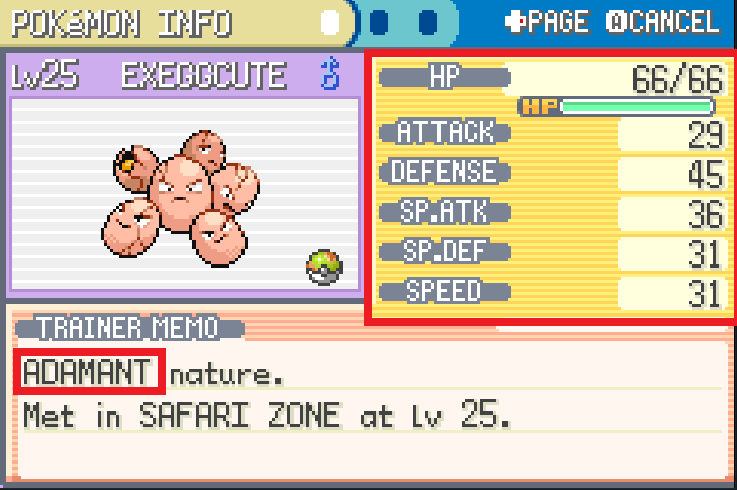 POKéMON INFO PAGE CANCEL
Lv25 EXEGGCUTE ♂
HP 66/66
HP
ATTACK 29
DEFENSE 45
SP.ATK 36
SP.DEF 31
SPEED 31
TRAINER MEMO
ADAMANT nature.
Met in SAFARI ZONE at Lv 25.